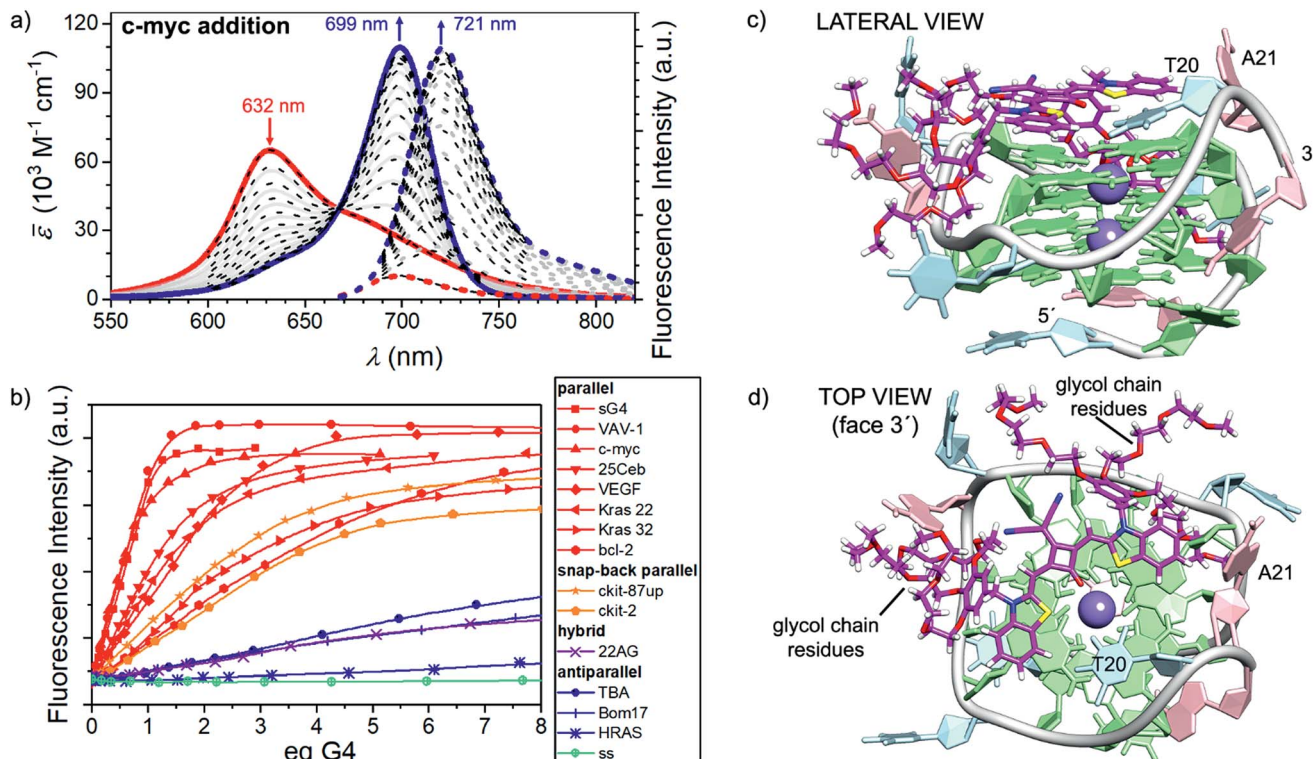 a)
c-myc addition
699 nm
721 nm
632 nm
120
90
60
30
0
ε̅ (10³ M⁻¹ cm⁻¹)
Fluorescence Intensity (a.u.)
550 600 650 700 750 800
λ (nm)
b)
Fluorescence Intensity (a.u.)
0 1 2 3 4 5 6 7 8
eq G4
parallel
sG4
VAV-1
c-myc
25Ceb
VEGF
Kras 22
Kras 32
bcl-2
snap-back parallel
ckit-87up
ckit-2
hybrid
22AG
antiparallel
TBA
Bom17
HRAS
ss
c)
LATERAL VIEW
T20
A21
3
5´
d)
TOP VIEW
(face 3´)
glycol chain
residues
A21
glycol chain
residues
T20